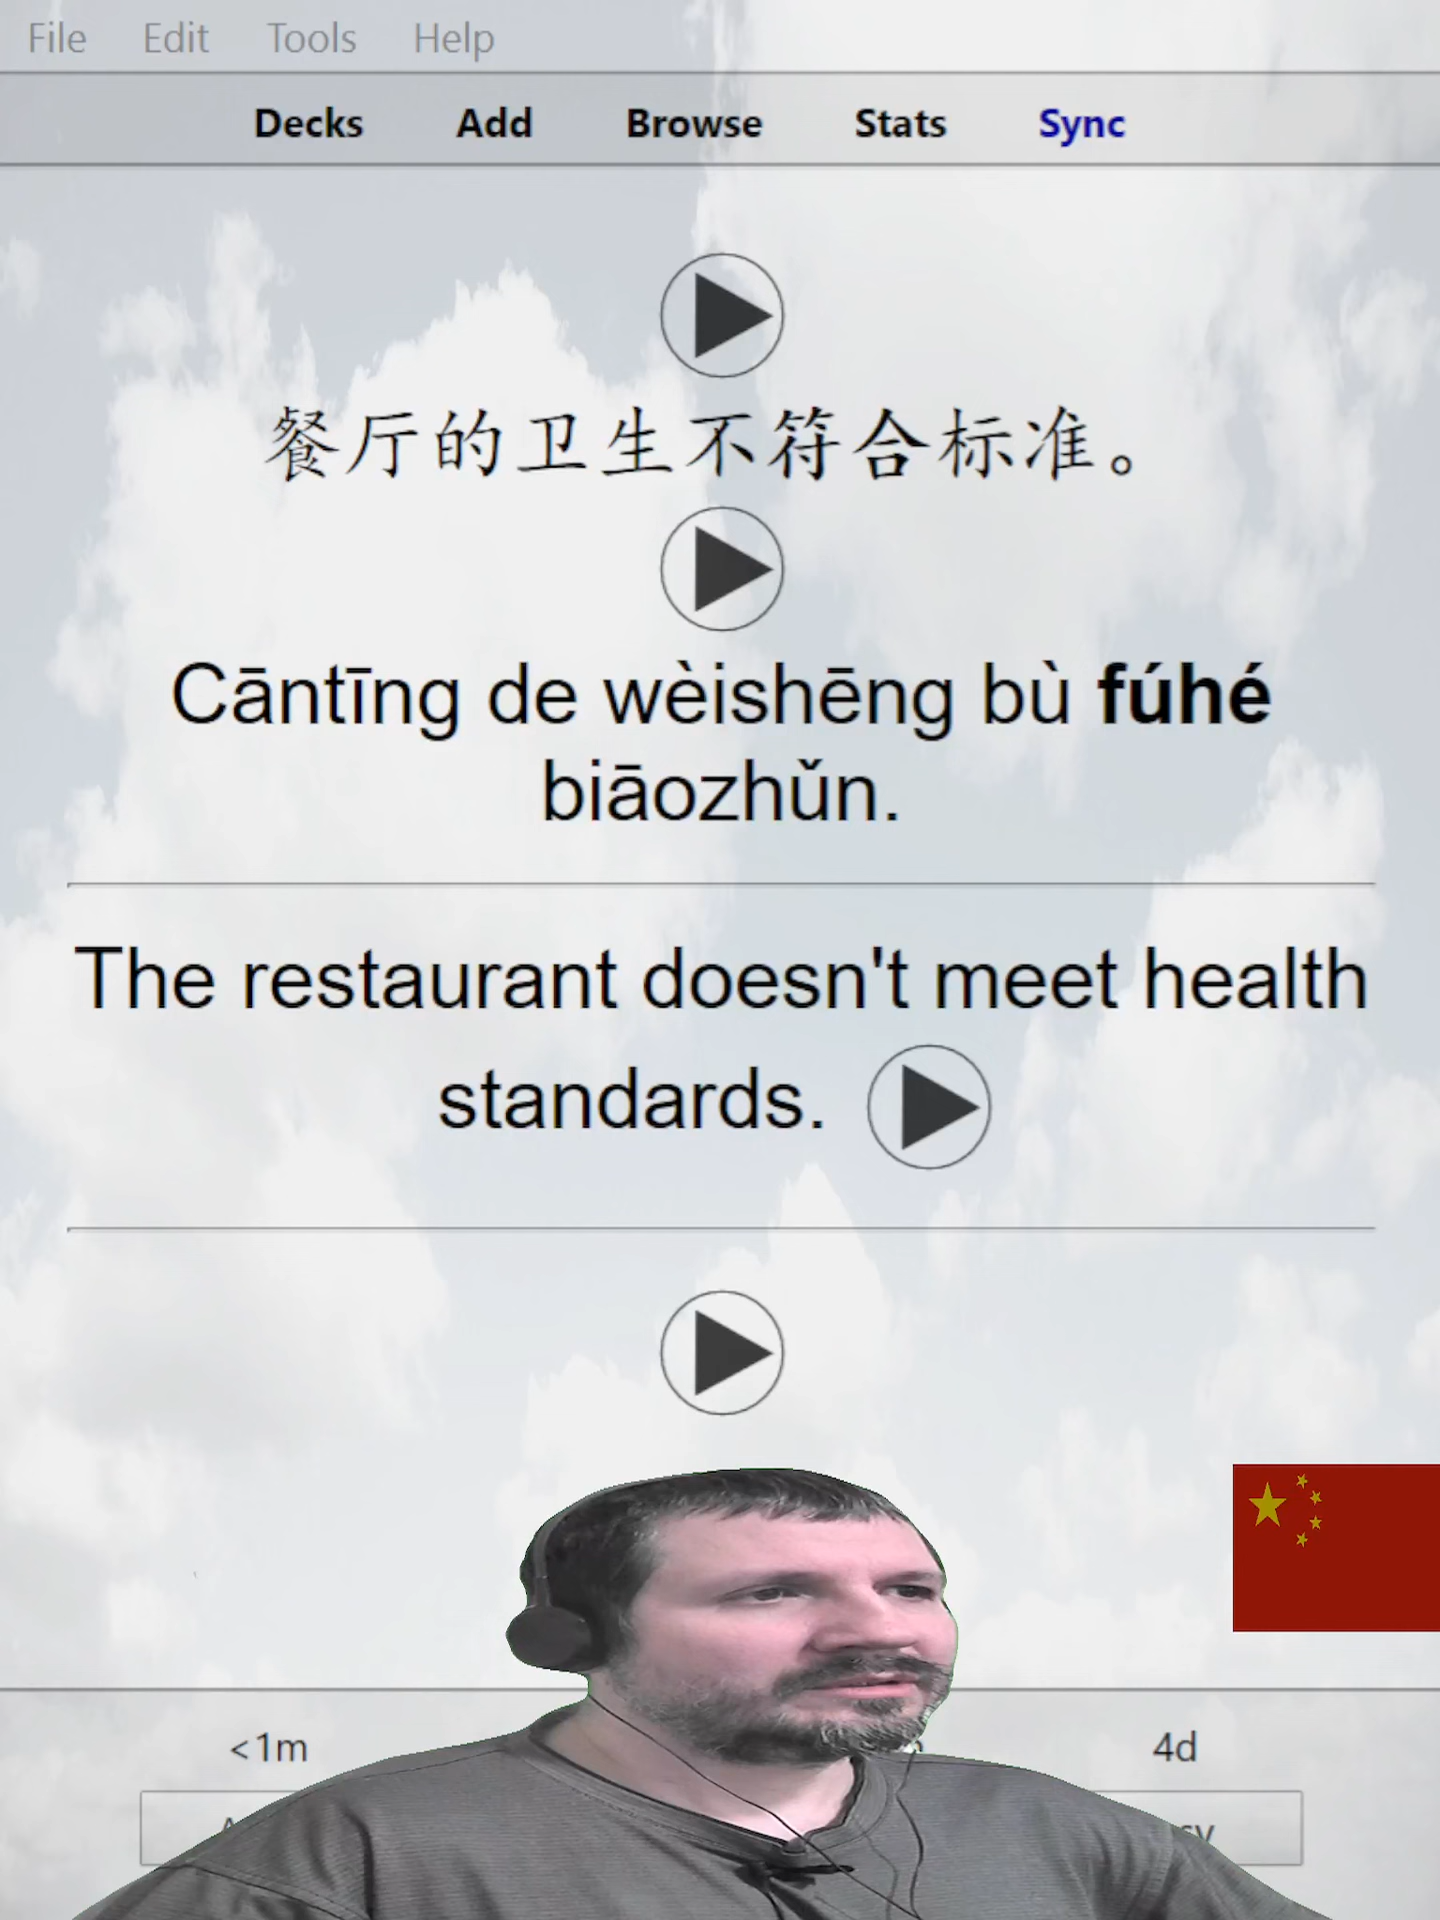 File Edit Tools Help
Decks Add Browse Stats Sync
餐厅的卫生不符合标准。
Cāntīng de wèishēng bù fúhé
biāozhǔn.
The restaurant doesn't meet health
standards.
<1m 4d